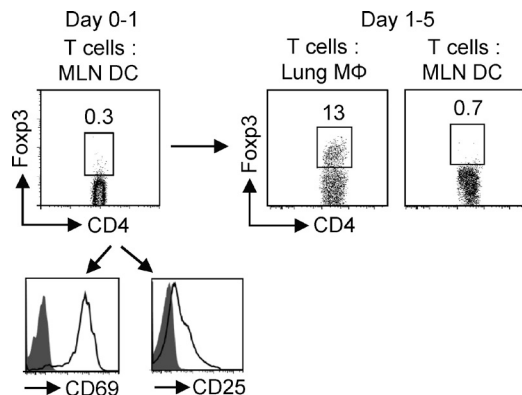 Day 0-1
T cells :
MLN DC
0.3
Foxp3
CD4
Day 1-5
T cells :
Lung MΦ
T cells :
MLN DC
13
0.7
Foxp3
CD4
CD69
CD25